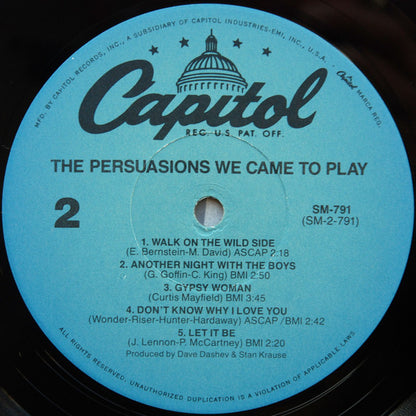 MFD. BY CAPITOL RECORDS, INC., A SUBSIDIARY OF CAPITOL INDUSTRIES-EMI, INC., U.S.A. • Capitol MARCA REG.
Capitol
REG. U.S. PAT. OFF.
THE PERSUASIONS WE CAME TO PLAY
2
SM-791
(SM-2-791)
1. WALK ON THE WILD SIDE
(E. Bernstein-M. David) ASCAP 2:18
2. ANOTHER NIGHT WITH THE BOYS
(G. Goffin-C. King) BMI 2:50
3. GYPSY WOMAN
(Curtis Mayfield) BMI 3:45
4. DON'T KNOW WHY I LOVE YOU
(Wonder-Riser-Hunter-Hardaway) ASCAP /BMI 2:42
5. LET IT BE
(J. Lennon-P. McCartney) BMI 2:20
Produced by Dave Dashev & Stan Krause
ALL RIGHTS RESERVED. UNAUTHORIZED DUPLICATION IS A VIOLATION OF APPLICABLE LAWS